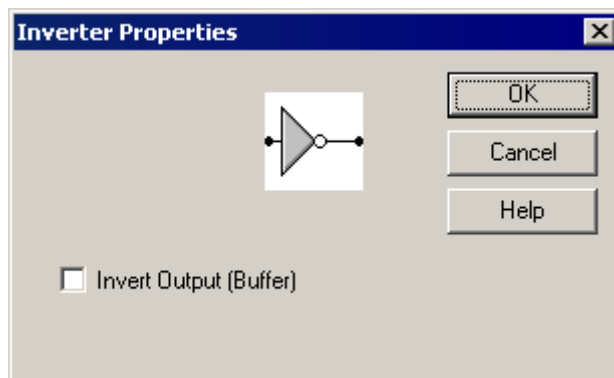 Inverter Properties
OK
Cancel
Help
Invert Output (Buffer)